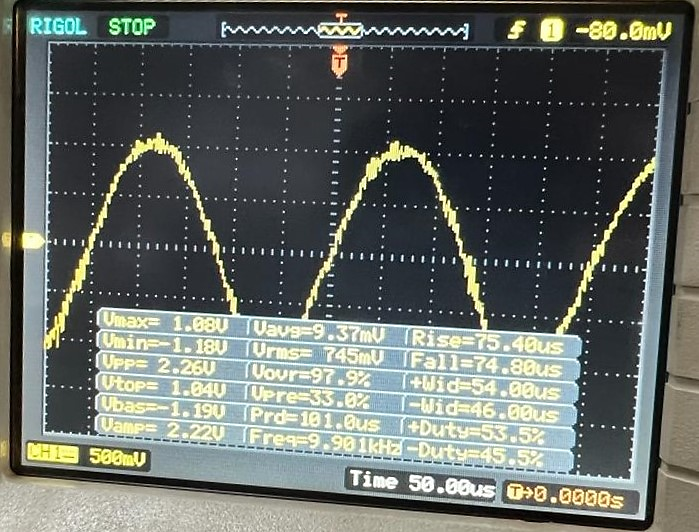 RIGOL STOP T 1 -80.0mV
T
Vmax= 1.08V Vavg=9.37mV Rise=75.40us
Vmin=-1.18V Vrms= 745mV Fall=74.80us
Vpp= 2.26V Vovr=97.9% +Wid=54.00us
Vtop= 1.04V Vpre=33.0% -Wid=46.00us
Vbas=-1.19V Prd=101.0us +Duty=53.5%
Vamp= 2.22V Freq=9.901kHz -Duty=45.5%
CH1 500mV Time 50.00us T→0.0000s